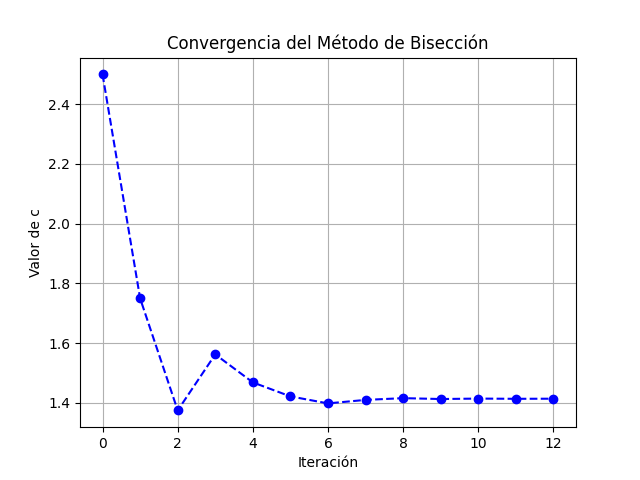 Convergencia del Método de Bisección
2.4
2.2
2.0
1.8
1.6
1.4
Valor de c
0 2 4 6 8 10 12
Iteración